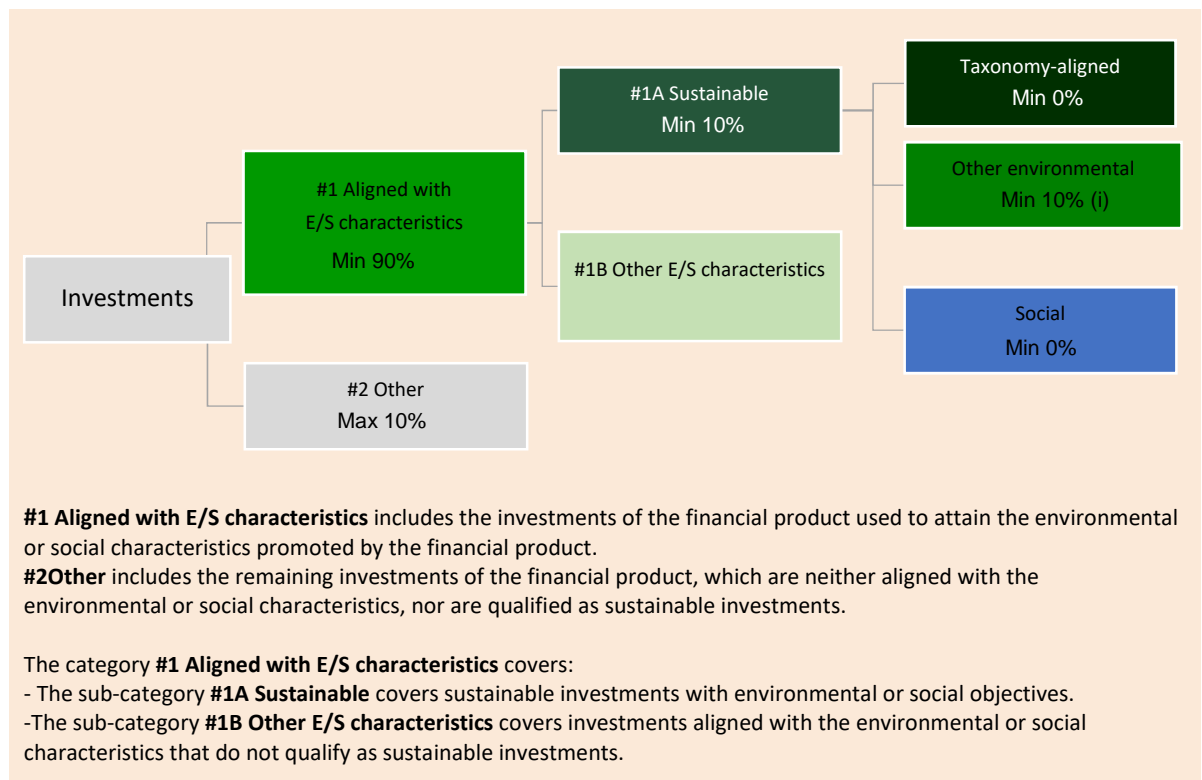 Investments
#1 Aligned with
E/S characteristics
Min 90%
#2 Other
Max 10%
#1A Sustainable
Min 10%
#1B Other E/S characteristics
Taxonomy-aligned
Min 0%
Other environmental
Min 10% (i)
Social
Min 0%
#1 Aligned with E/S characteristics includes the investments of the financial product used to attain the environmental
or social characteristics promoted by the financial product.
#2Other includes the remaining investments of the financial product, which are neither aligned with the
environmental or social characteristics, nor are qualified as sustainable investments.
The category #1 Aligned with E/S characteristics covers:
- The sub-category #1A Sustainable covers sustainable investments with environmental or social objectives.
-The sub-category #1B Other E/S characteristics covers investments aligned with the environmental or social
characteristics that do not qualify as sustainable investments.